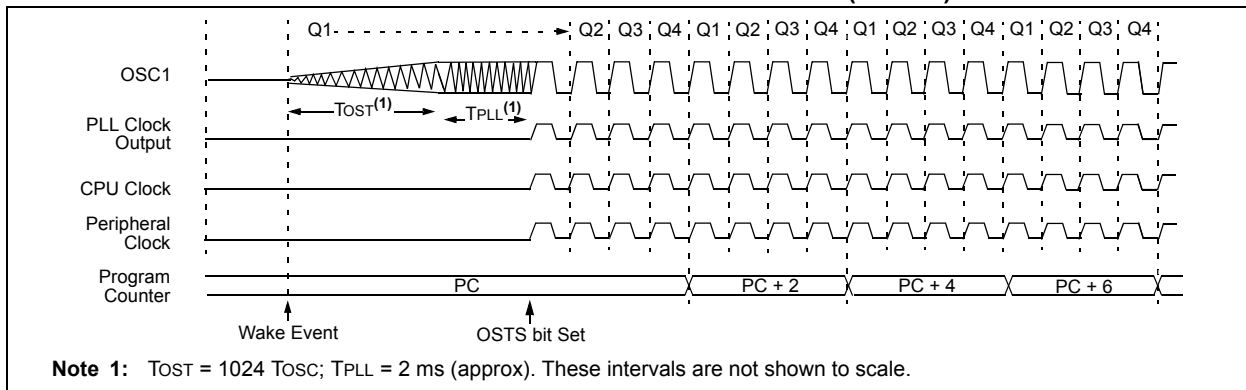 Q1 Q2 Q3 Q4 Q1 Q2 Q3 Q4 Q1 Q2 Q3 Q4 Q1 Q2 Q3 Q4
OSC1
TOST(1) TPLL(1)
PLL Clock
Output
CPU Clock
Peripheral
Clock
Program
Counter
PC PC + 2 PC + 4 PC + 6
Wake Event OSTS bit Set
Note 1: TOST = 1024 TOSC; TPLL = 2 ms (approx). These intervals are not shown to scale.